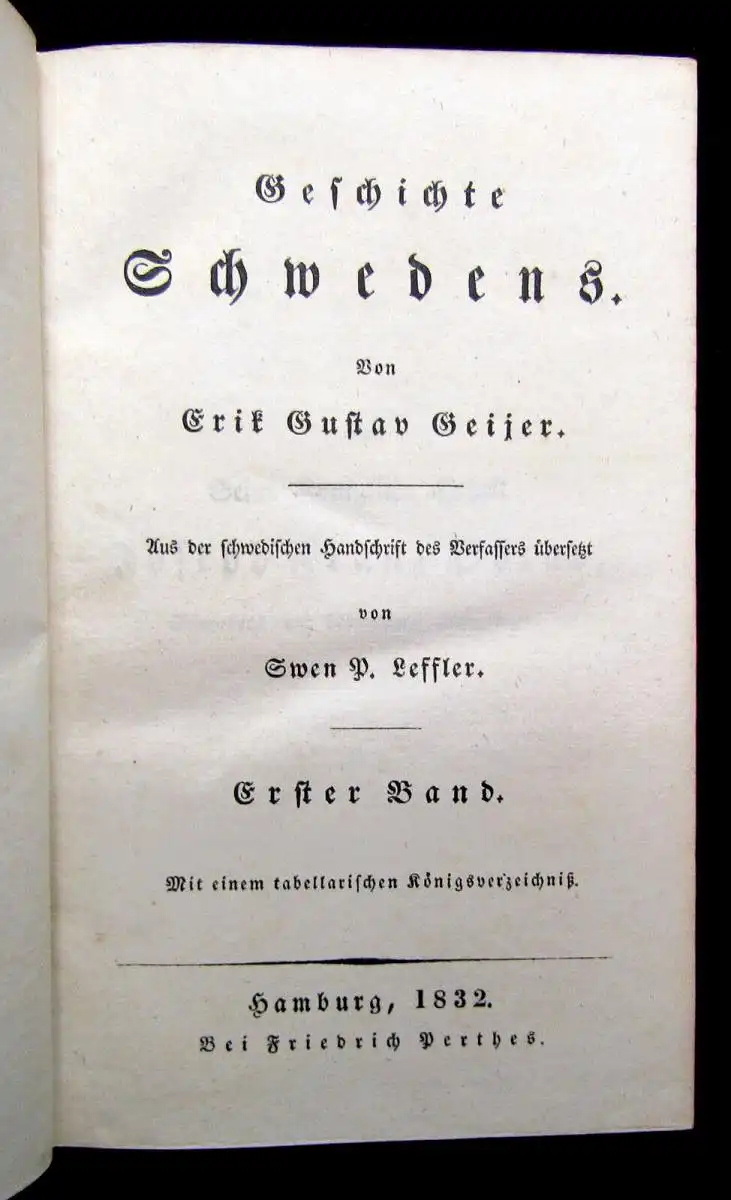 Geschichte
Schwedens.
Von
Erik Gustav Geijer.
Aus der schwedischen Handschrift des Verfassers übersetzt
von
Swen P. Leffler.
Erster Band.
Mit einem tabellarischen Königsverzeichniß.
Hamburg, 1832.
Bei Friedrich Perthes.